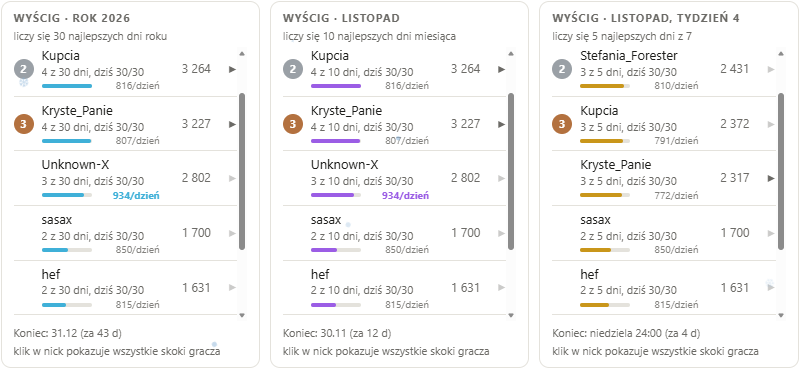 WYŚCIG · ROK 2026
liczy się 30 najlepszych dni roku
2
Kupcia
4 z 30 dni, dziś 30/30
816/dzień
3 264
▶
3
Kryste_Panie
4 z 30 dni, dziś 30/30
807/dzień
3 227
▶
Unknown-X
3 z 30 dni, dziś 30/30
934/dzień
2 802
▶
sasax
2 z 30 dni, dziś 30/30
850/dzień
1 700
▶
hef
2 z 30 dni, dziś 30/30
815/dzień
1 631
▶
Koniec: 31.12 (za 43 d)
klik w nick pokazuje wszystkie skoki gracza
WYŚCIG · LISTOPAD
liczy się 10 najlepszych dni miesiąca
2
Kupcia
4 z 10 dni, dziś 30/30
816/dzień
3 264
▶
3
Kryste_Panie
4 z 10 dni, dziś 30/30
807/dzień
3 227
▶
Unknown-X
3 z 10 dni, dziś 30/30
934/dzień
2 802
▶
sasax
2 z 10 dni, dziś 30/30
850/dzień
1 700
▶
hef
2 z 10 dni, dziś 30/30
815/dzień
1 631
▶
Koniec: 30.11 (za 12 d)
klik w nick pokazuje wszystkie skoki gracza
WYŚCIG · LISTOPAD, TYDZIEŃ 4
liczy się 5 najlepszych dni z 7
2
Stefania_Forester
3 z 5 dni, dziś 30/30
810/dzień
2 431
▶
3
Kupcia
3 z 5 dni, dziś 30/30
791/dzień
2 372
▶
Kryste_Panie
3 z 5 dni, dziś 30/30
772/dzień
2 317
▶
sasax
2 z 5 dni, dziś 30/30
850/dzień
1 700
▶
hef
2 z 5 dni, dziś 30/30
815/dzień
1 631
▶
Koniec: niedziela 24:00 (za 4 d)
klik w nick pokazuje wszystkie skoki gracza